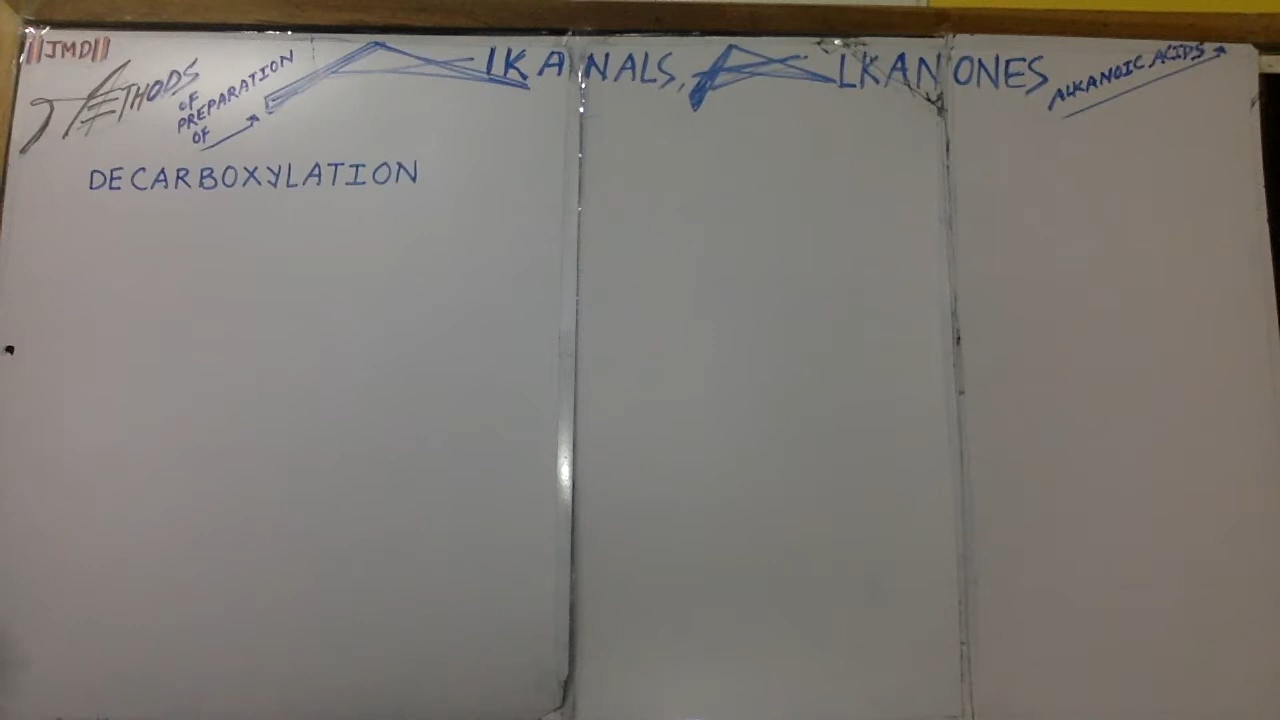 ||JMD||
METHODS
OF
PREPARATION
OF
ALKANALS, ALKANONES
ALKANOIC ACIDS
DECARBOXYLATION